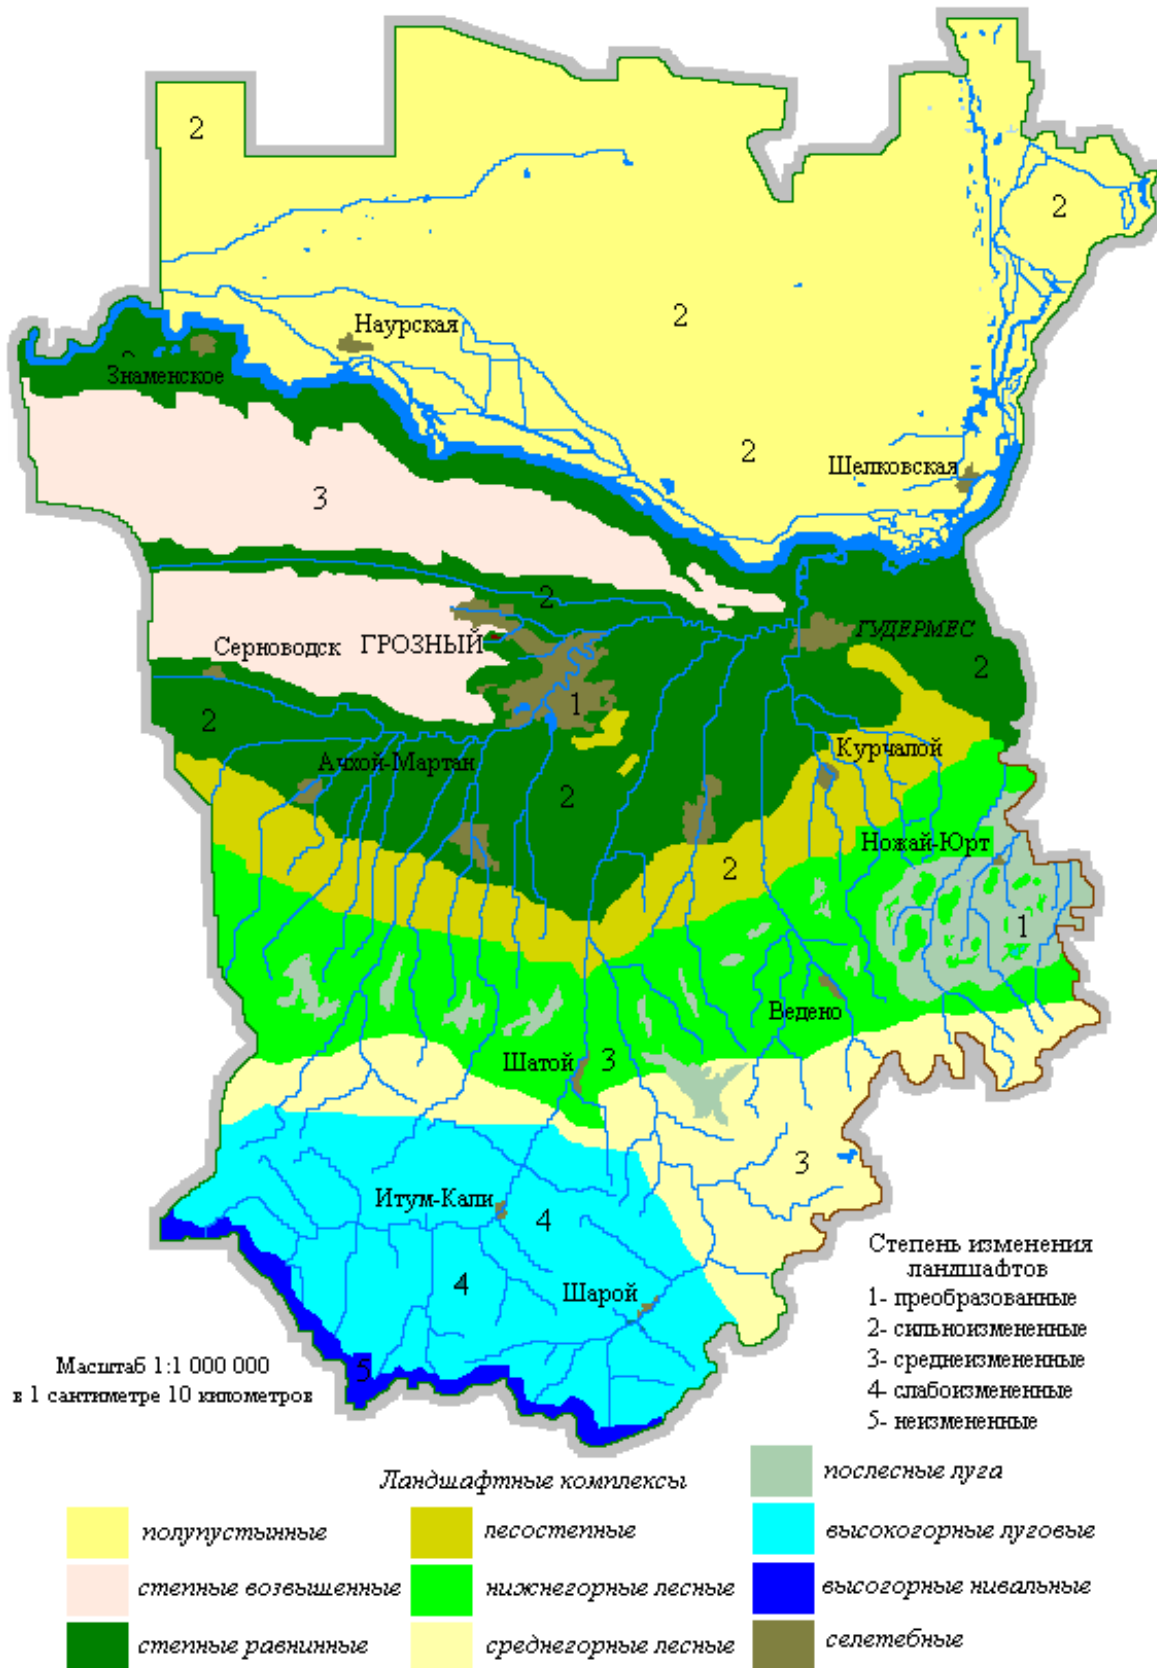 2
2
2
Наурская
2
Знаменское
2
Шелковская
3
2
Серноводск
ГРОЗНЫЙ
ГУДЕРМЕС
2
1
2
Ачхой-Мартан
Курчалой
2
Ножай-Юрт
2
1
Ведено
Шатой
3
3
Итум-Кали
4
4
Шарой
5
Степень изменения
ландшафтов
1- преобразованные
2- сильноизмененные
3- среднеизмененные
4- слабоизмененные
5- неизмененные
Масштаб 1:1 000 000
в 1 сантиметре 10 километров
Ландшафтные комплексы
полупустынные
степные возвышенные
степные равнинные
лесостепные
нижнегорные лесные
среднегорные лесные
послесные луга
высокогорные луговые
высогорные нивальные
селетебные